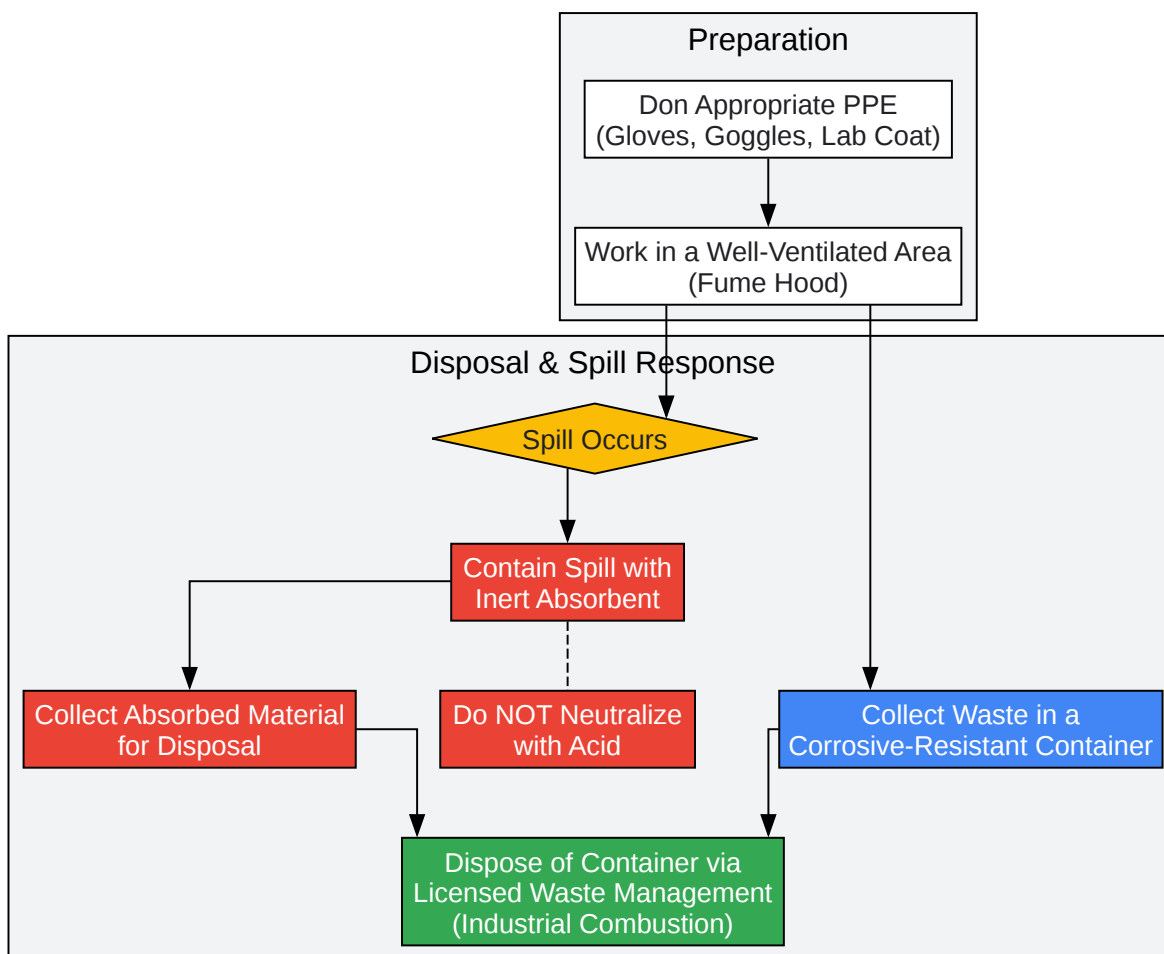 Preparation
Don Appropriate PPE
(Gloves, Goggles, Lab Coat)
Work in a Well-Ventilated Area
(Fume Hood)
Disposal & Spill Response
Spill Occurs
Contain Spill with
Inert Absorbent
Collect Absorbed Material
for Disposal
Do NOT Neutralize
with Acid
Collect Waste in a
Corrosive-Resistant Container
Dispose of Container via
Licensed Waste Management
(Industrial Combustion)